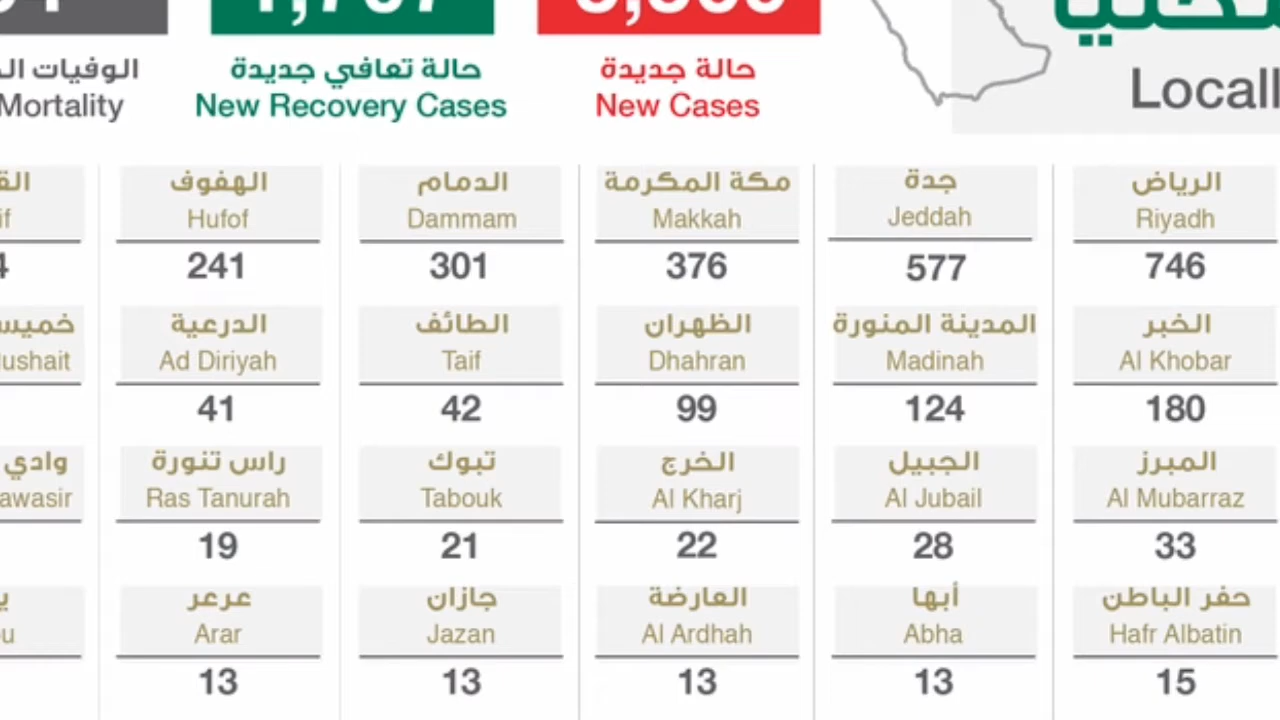 حالة جديدة
New Cases
حالة تعافي جديدة
New Recovery Cases
الوفيات
Mortality
الرياض
Riyadh
746
جدة
Jeddah
577
مكة المكرمة
Makkah
376
الدمام
Dammam
301
الهفوف
Hufof
241
الخبر
Al Khobar
180
المدينة المنورة
Madinah
124
الظهران
Dhahran
99
الطائف
Taif
42
الدرعية
Ad Diriyah
41
خميس
المبرز
Al Mubarraz
33
الجبيل
Al Jubail
28
الخرج
Al Kharj
22
تبوك
Tabouk
21
راس تنورة
Ras Tanurah
19
وادي
حفر الباطن
Hafr Albatin
15
أبها
Abha
13
العارضة
Al Ardhah
13
جازان
Jazan
13
عرعر
Arar
13